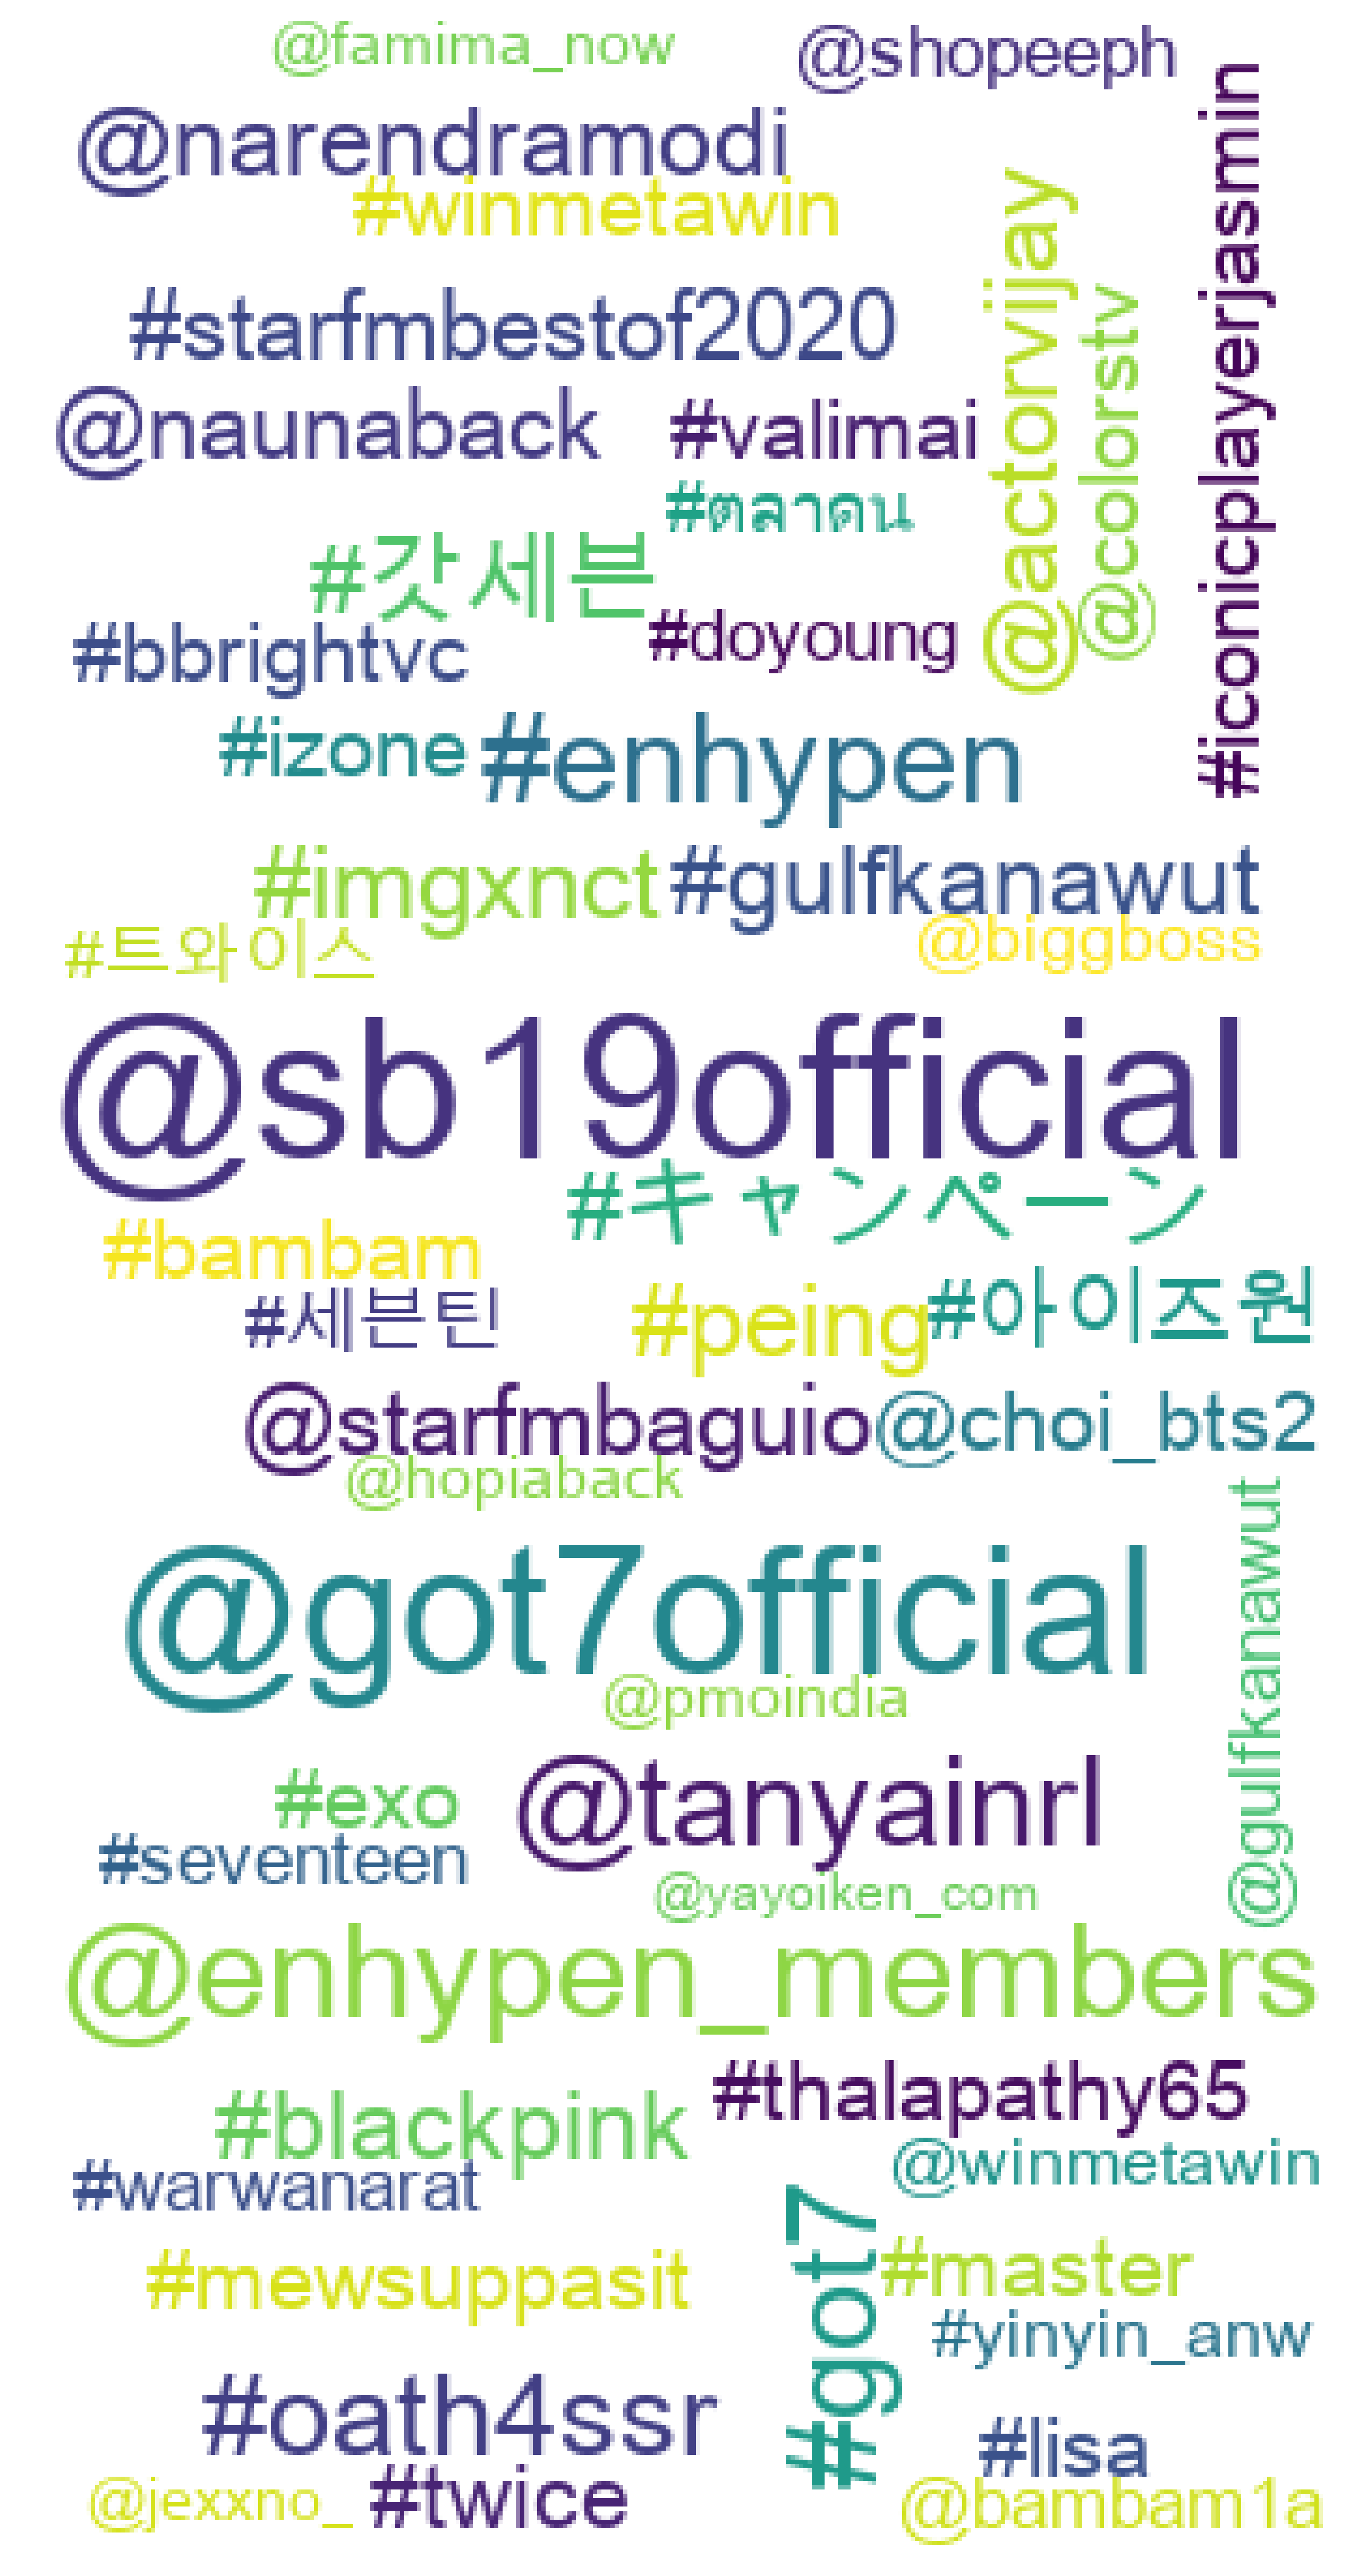 @famima_now
@shopeeph
@narendramodi
#winmetawin
#iconicplayerjasmin
@actorvijay
@colorstv
#starfmbestof2020
@naunaback
#valimai
#ตลาดน
#갓세븐
#doyoung
#bbrightvc
#izone
#enhypen
#imgxnct
#gulfkanawut
@biggboss
#트와이스
@sb19official
#キャンペーン
#bambam
#세븐틴
#peing
#아이즈원
@starfmbaguio
@choi_bts2
@hopiaback
@got7official
@gulfkanawut
@pmoindia
#exo
@tanyainrl
#seventeen
@yayoiken_com
@enhypen_members
#blackpink
#thalapathy65
@winmetawin
#warwanarat
#got7
#mewsuppasit
#master
#yinyin_anw
#oath4ssr
#lisa
@jexxno_
#twice
@bambam1a